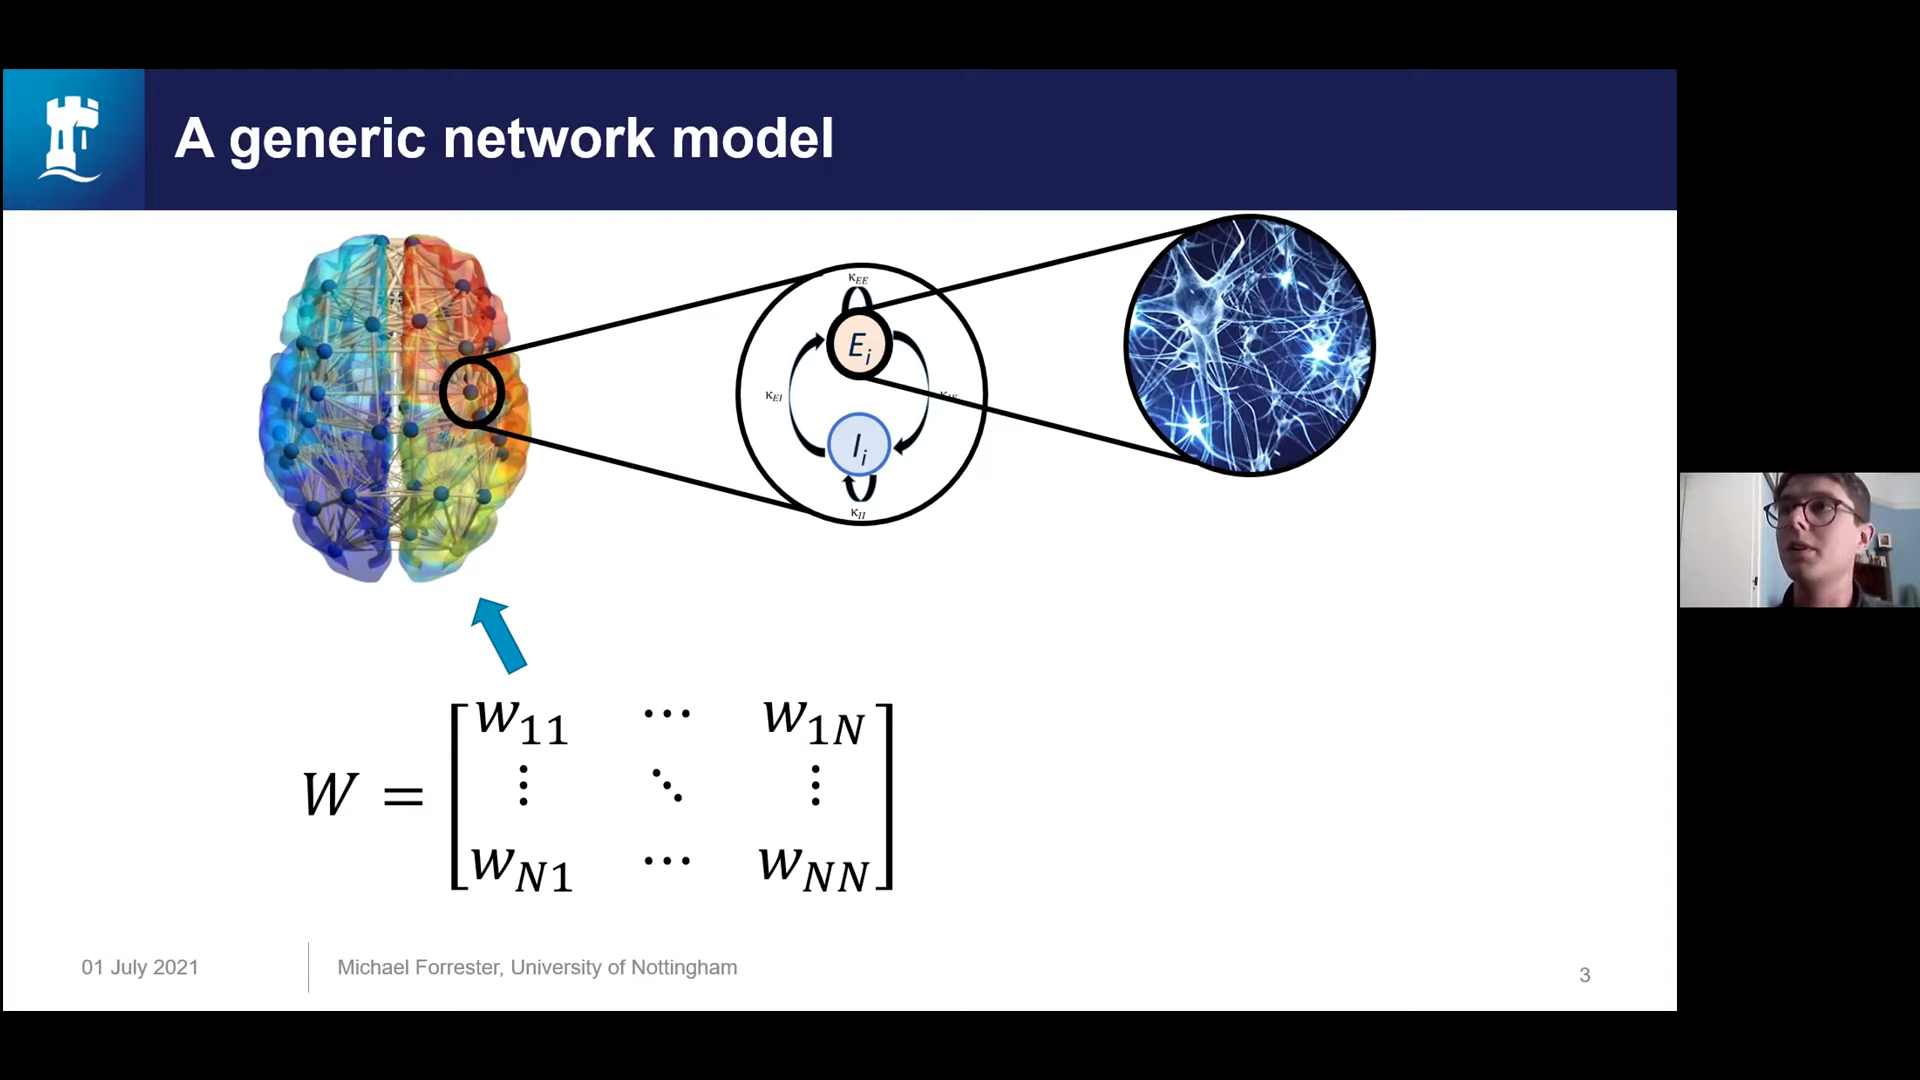 A generic network model
κEE
Ei
κEI
Ii
κII
W = [w11 ⋯ w1N
⋮ ⋱ ⋮
wN1 ⋯ wNN]
01 July 2021
Michael Forrester, University of Nottingham
3